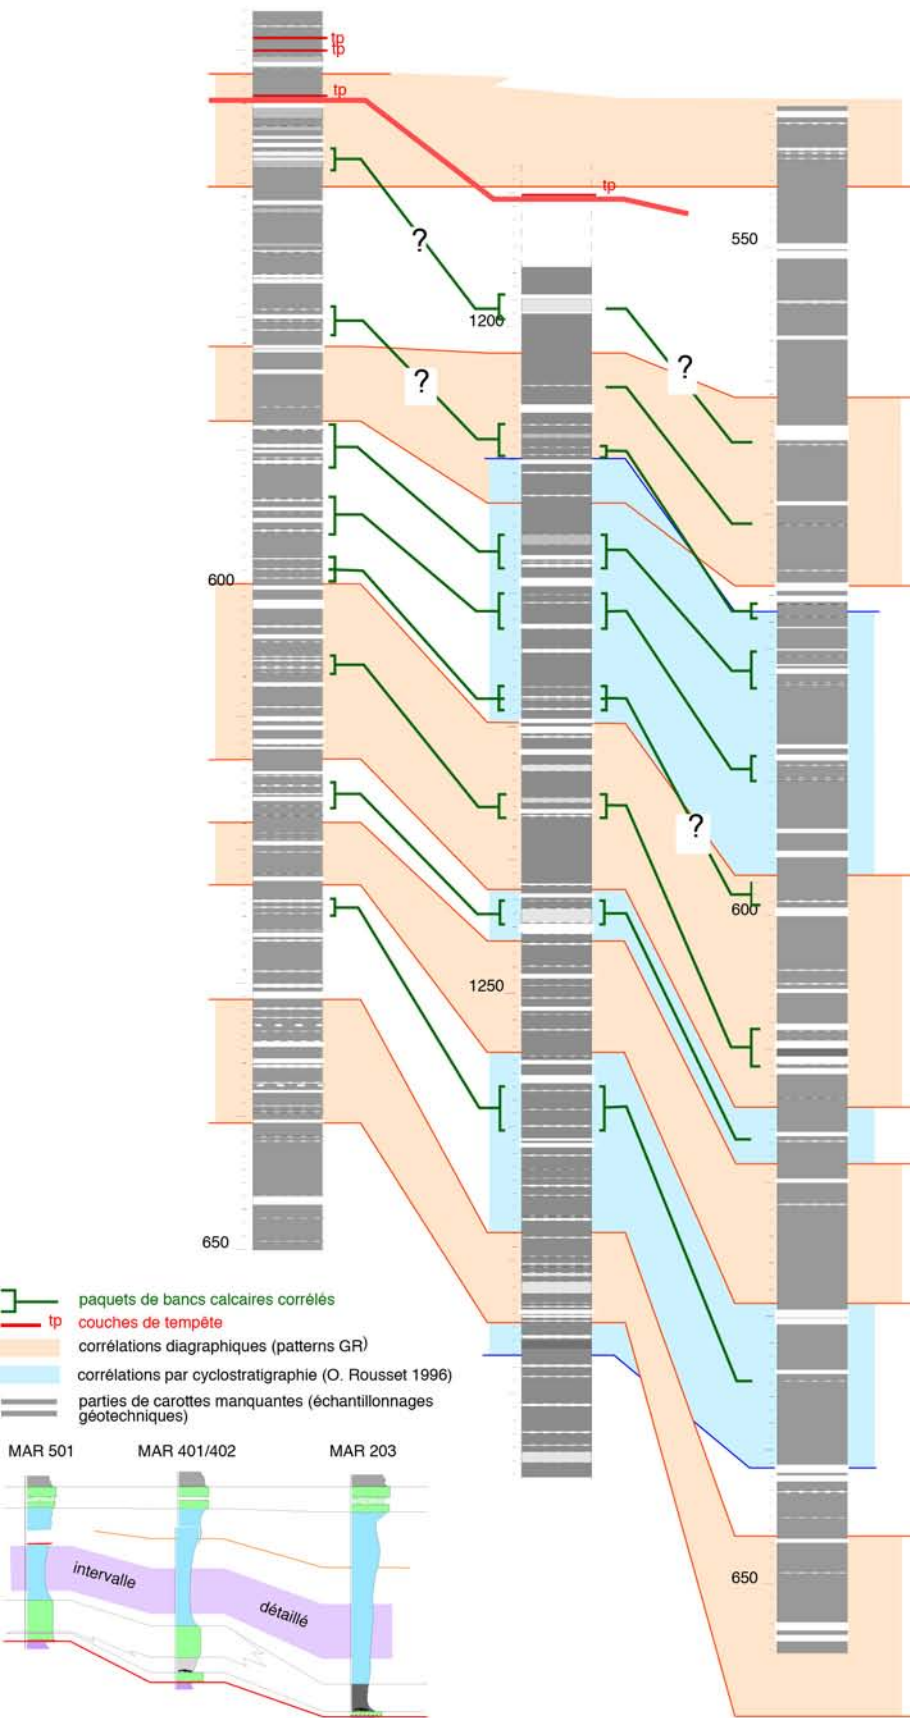 tp
tp
tp
tp
550
?
1200
?
?
600
?
600
1250
650
paquets de bancs calcaires corrélés
tp couches de tempête
corrélations diagraphiques (patterns GR)
corrélations par cyclostratigraphie (O. Rousset 1996)
parties de carottes manquantes (échantillonnages
géotechniques)
MAR 501 MAR 401/402 MAR 203
650
intervalle
détaillé